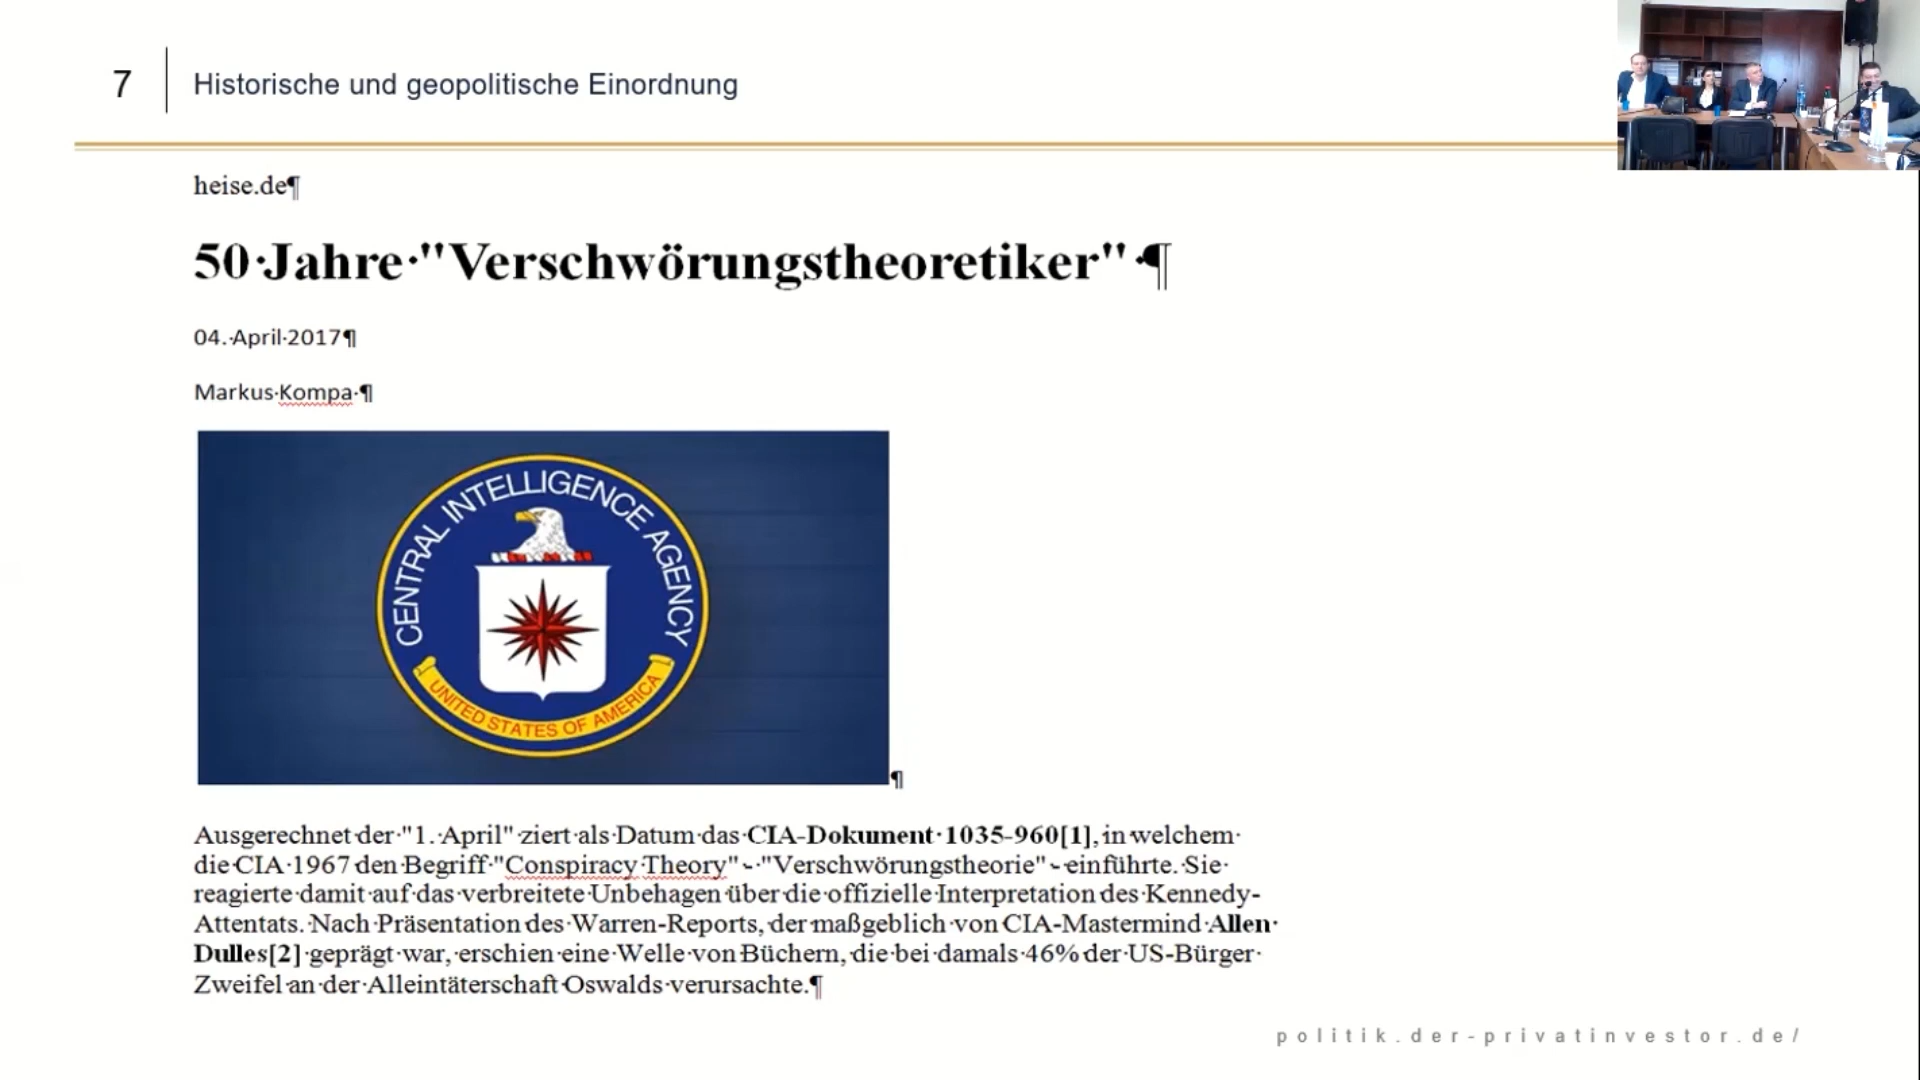 7
Historische und geopolitische Einordnung
heise.de¶
50·Jahre·"Verschwörungstheoretiker"·¶
04.·April·2017¶
Markus·Kompa·¶
CENTRAL INTELLIGENCE AGENCY
UNITED STATES OF AMERICA
¶
Ausgerechnet·der·"1.·April"·ziert·als·Datum·das·CIA-Dokument·1035-960[1],·in·welchem·
die·CIA·1967·den·Begriff·"Conspiracy·Theory"·-·"Verschwörungstheorie"·-·einführte.·Sie·
reagierte·damit·auf·das·verbreitete·Unbehagen·über·die·offizielle·Interpretation·des·Kennedy-
Attentats.·Nach·Präsentation·des·Warren-Reports,·der·maßgeblich·von·CIA-Mastermind·Allen·
Dulles[2]·geprägt·war,·erschien·eine·Welle·von·Büchern,·die·bei·damals·46%·der·US-Bürger·
Zweifel·an·der·Alleintäterschaft·Oswalds·verursachte.¶
politik.der-privatinvestor.de/